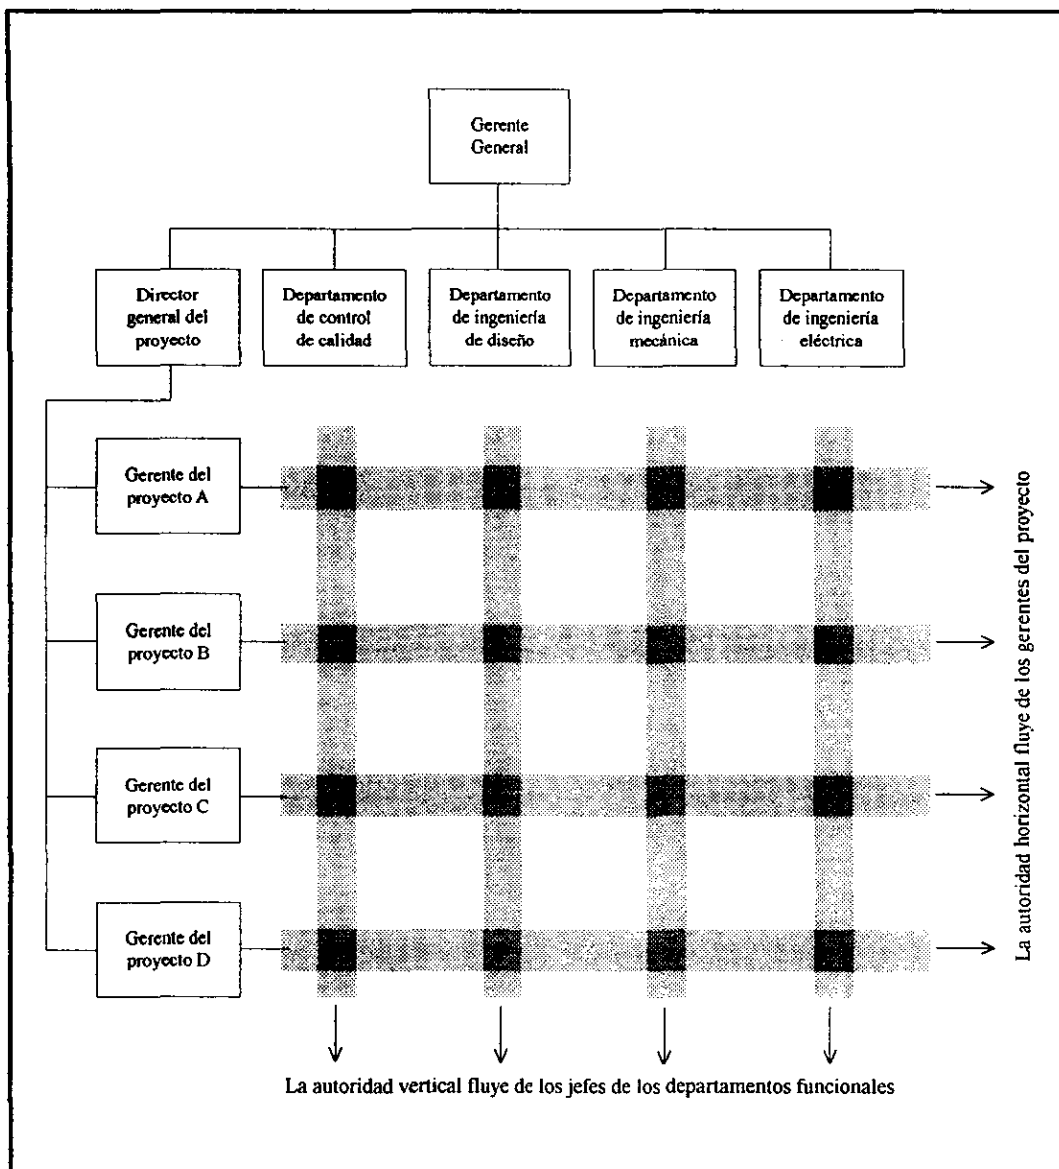 Gerente
General
Director
general del
proyecto
Departamento
de control
de calidad
Departamento
de ingeniería
de diseño
Departamento
de ingeniería
mecánica
Departamento
de ingeniería
eléctrica
Gerente del
proyecto A
Gerente del
proyecto B
Gerente del
proyecto C
Gerente del
proyecto D
La autoridad horizontal fluye de los gerentes del proyecto
La autoridad vertical fluye de los jefes de los departamentos funcionales